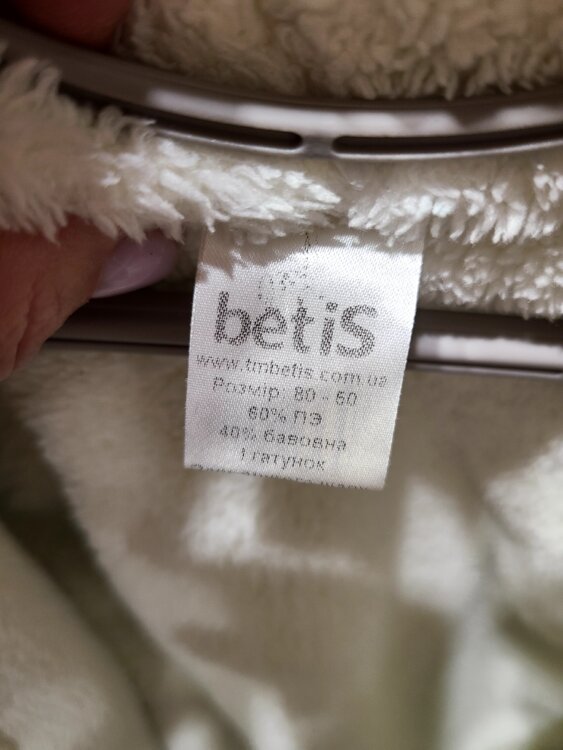 betis
www.tmbetis.com.ua
Розмір: 80 - 60
60% ПЭ
40% бавовна
1 гатунок